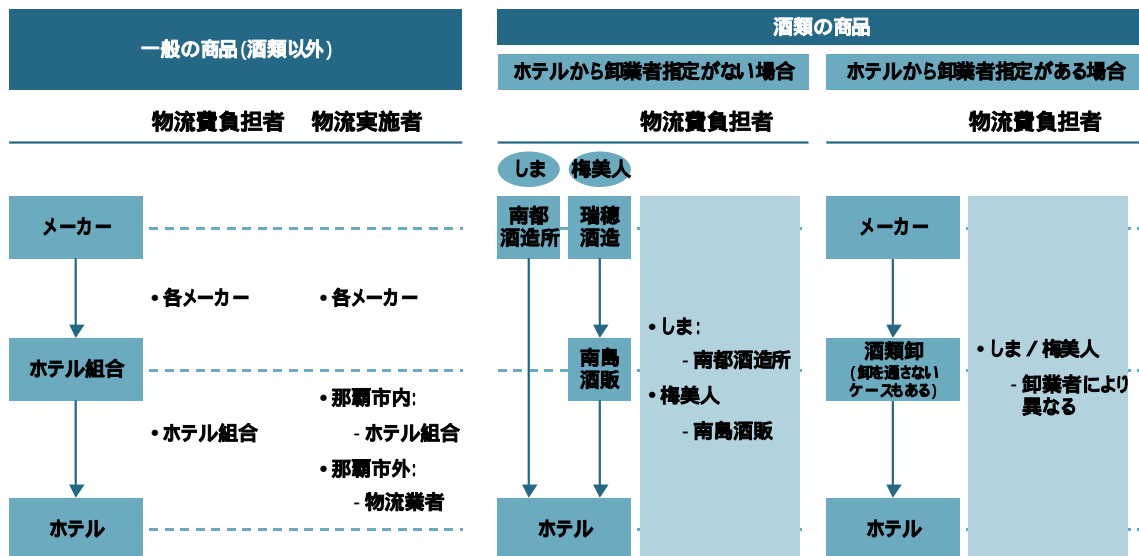 一般の商品(酒類以外)
物流費負担者
物流実施者
メーカー
• 各メーカー
• 各メーカー
ホテル組合
• ホテル組合
• 那覇市内:
- ホテル組合
• 那覇市外:
- 物流業者
ホテル
酒類の商品
ホテルから卸業者指定がない場合
物流費負担者
しま
梅美人
南都
酒造所
瑞穂
酒造
南島
酒販
• しま:
- 南都酒造所
• 梅美人
- 南島酒販
ホテル
ホテルから卸業者指定がある場合
物流費負担者
メーカー
酒類卸
(卸を通さない
ケースもある)
• しま / 梅美人
- 卸業者により
異なる
ホテル